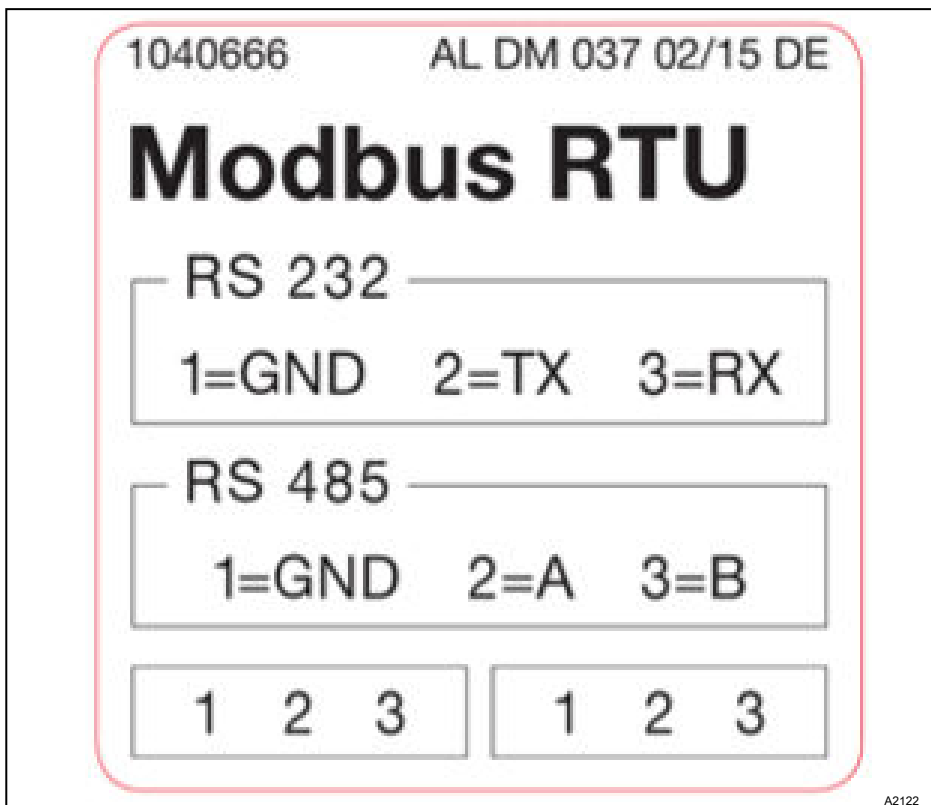 1040666 AL DM 037 02/15 DE
Modbus RTU
RS 232
1=GND 2=TX 3=RX
RS 485
1=GND 2=A 3=B
1 2 3 1 2 3
A2122